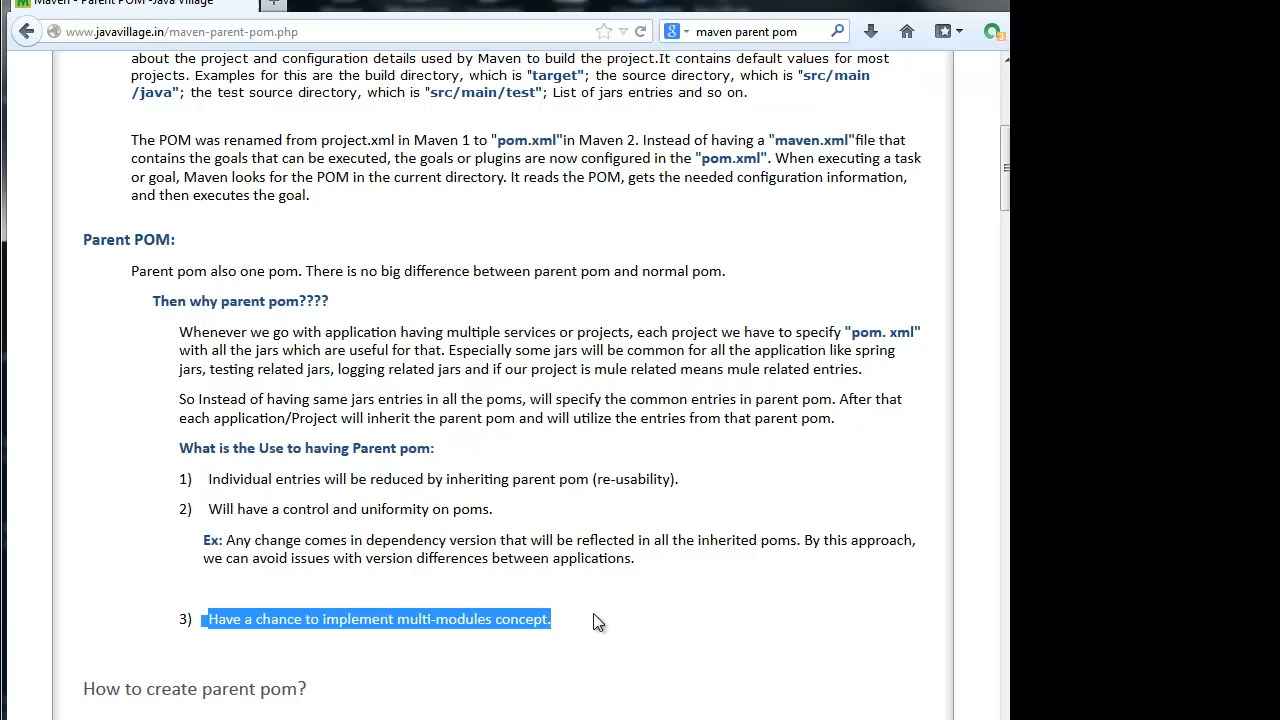 Maven - Parent POM -Java Village
www.javavillage.in/maven-parentpom.php
maven parent pom
about the project and configuration details used by Maven to build the project.It contains default values for most
projects. Examples for this are the build directory, which is "target"; the source directory, which is "src/main
/java"; the test source directory, which is "src/main/test"; List of jars entries and so on.
The POM was renamed from project.xml in Maven 1 to "pom.xml"in Maven 2. Instead of having a "maven.xml"file that
contains the goals that can be executed, the goals or plugins are now configured in the "pom.xml". When executing a task
or goal, Maven looks for the POM in the current directory. It reads the POM, gets the needed configuration information,
and then executes the goal.
Parent POM:
Parent pom also one pom. There is no big difference between parent pom and normal pom.
Then why parent pom????
Whenever we go with application having multiple services or projects, each project we have to specify "pom. xml"
with all the jars which are useful for that. Especially some jars will be common for all the application like spring
jars, testing related jars, logging related jars and if our project is mule related means mule related entries.
So Instead of having same jars entries in all the poms, will specify the common entries in parent pom. After that
each application/Project will inherit the parent pom and will utilize the entries from that parent pom.
What is the Use to having Parent pom:
1) Individual entries will be reduced by inheriting parent pom (re-usability).
2) Will have a control and uniformity on poms.
Ex: Any change comes in dependency version that will be reflected in all the inherited poms. By this approach,
we can avoid issues with version differences between applications.
3) Have a chance to implement multi-modules concept.
How to create parent pom?